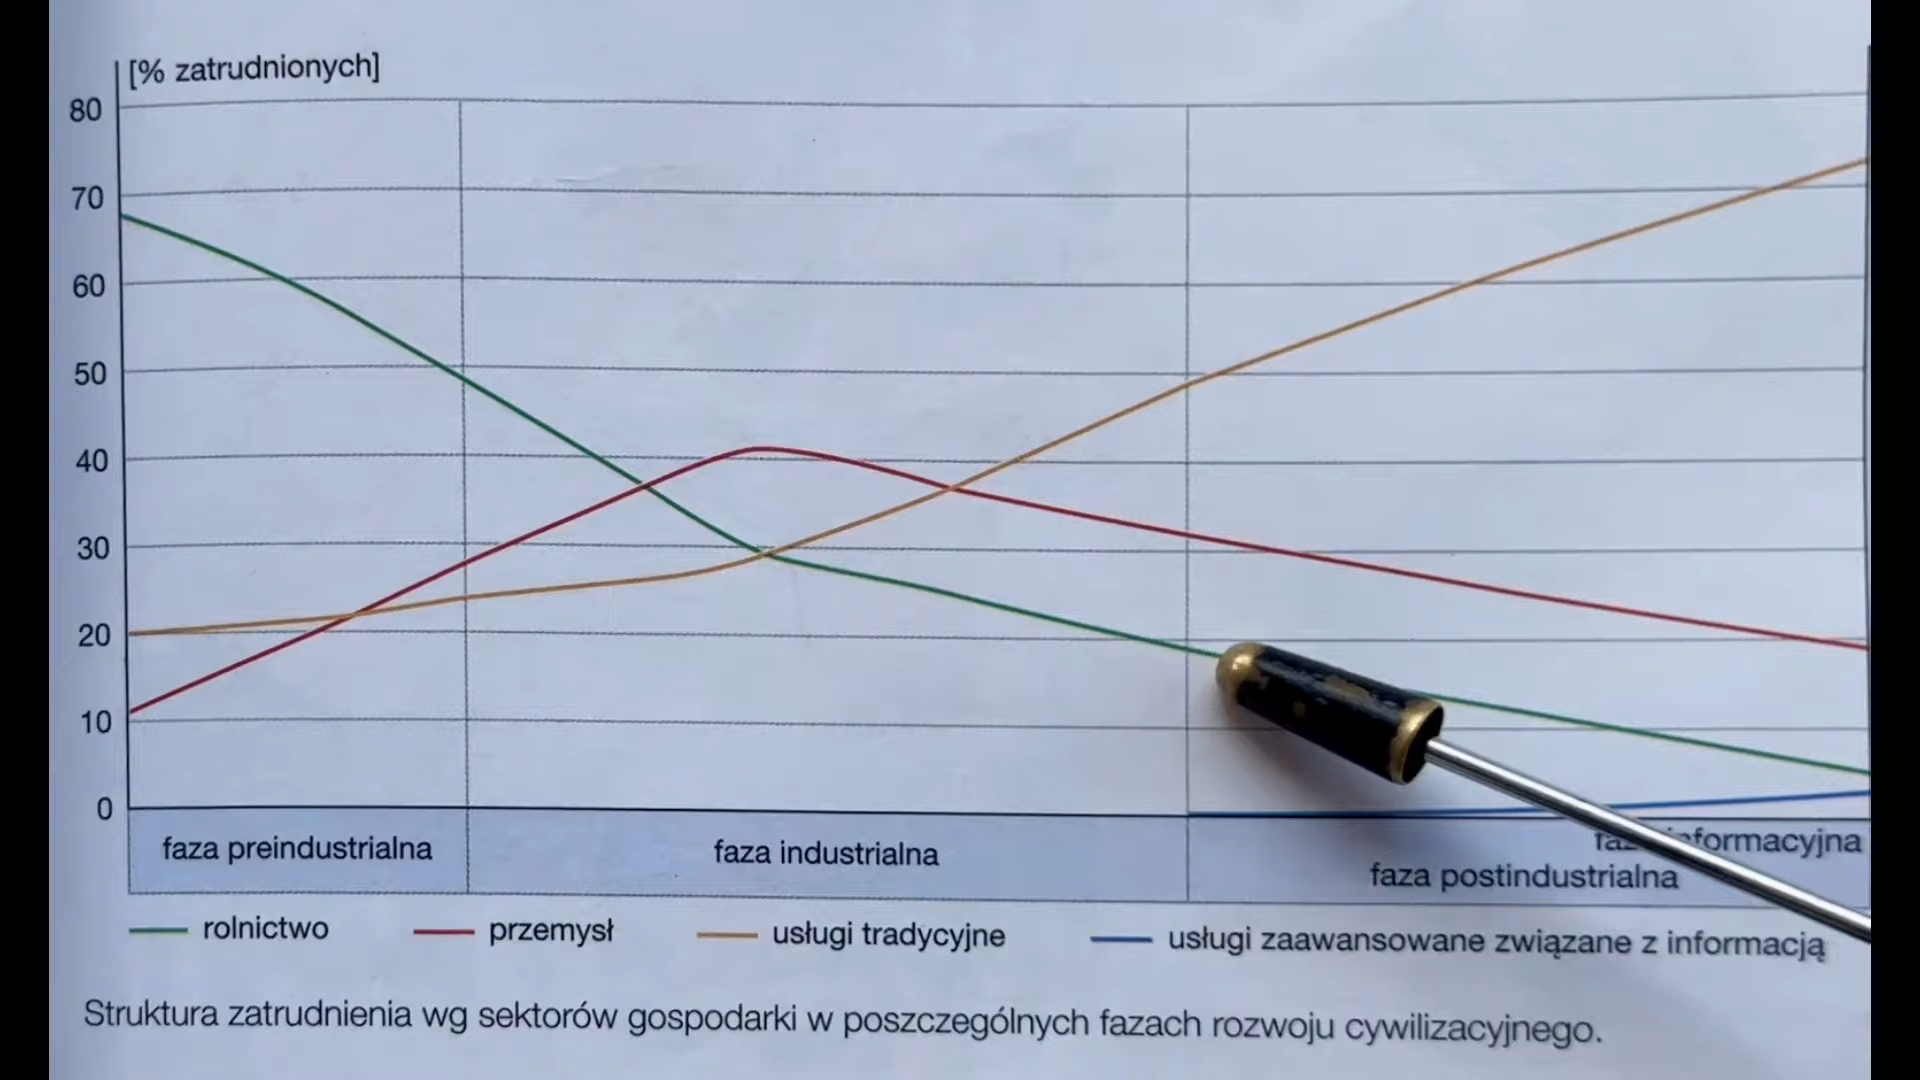 [% zatrudnionych]
80
70
60
50
40
30
20
10
0
faza preindustrialna
faza industrialna
informacyjna
faza postindustrialna
rolnictwo przemysł usługi tradycyjne usługi zaawansowane związane z informacją
Struktura zatrudnienia wg sektorów gospodarki w poszczególnych fazach rozwoju cywilizacyjnego.